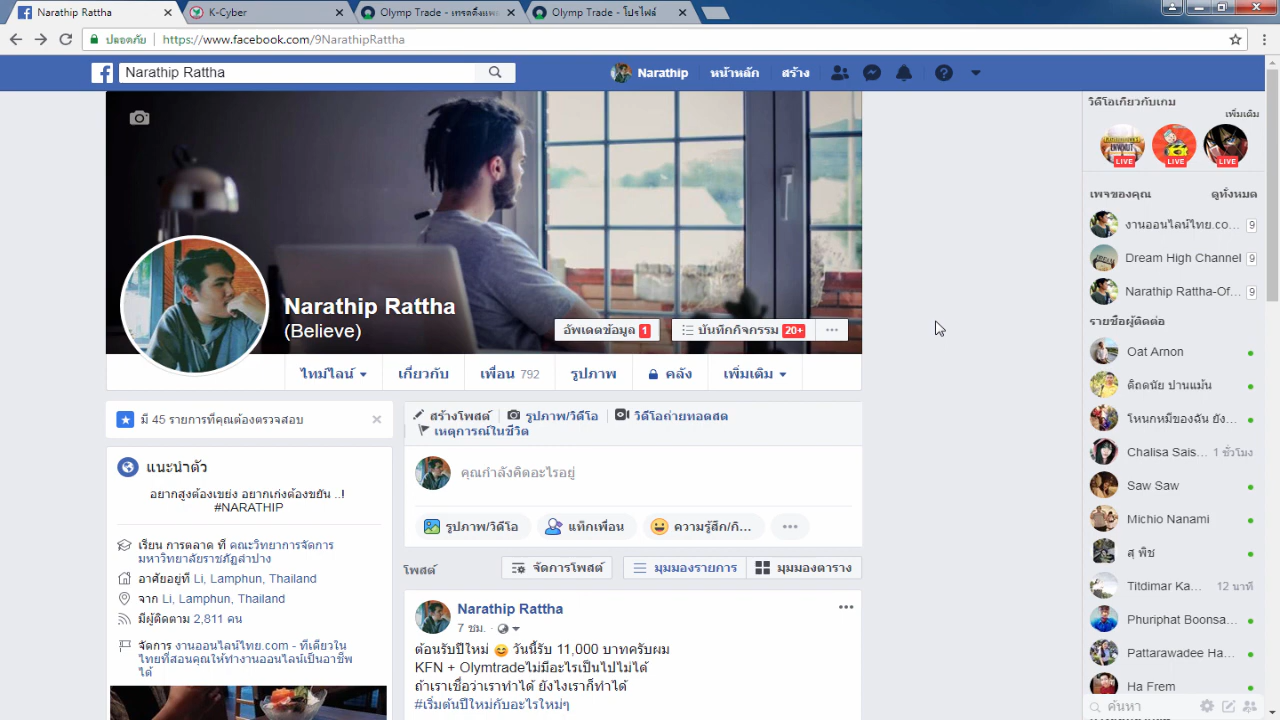 Narathip Rattha
K-Cyber
Olymp Trade - เทรดตั้งแต่
Olymp Trade - โปรไฟล์
ปลอดภัย
https://www.facebook.com/9NarathipRattha
Narathip Rattha
Narathip
หน้าหลัก
สร้าง
Narathip Rattha
(Believe)
อัพเดตข้อมูล 1
บันทึกกิจกรรม 20+
ไทม์ไลน์
เกี่ยวกับ
เพื่อน 792
รูปภาพ
คลัง
เพิ่มเติม
มี 45 รายการที่คุณต้องตรวจสอบ
แนะนำตัว
อยากสูงต้องเขย่ง อยากเก่งต้องขยัน ..!
#NARATHIP
เรียน การตลาด ที่ คณะวิทยาการจัดการ
มหาวิทยาลัยราชภัฏลำปาง
อาศัยอยู่ที่ Li, Lamphun, Thailand
จาก Li, Lamphun, Thailand
มีผู้ติดตาม 2,811 คน
จัดการ งานออนไลน์ไทย.com - ที่เดียวใน
ไทยที่สอนคุณให้ทำงานออนไลน์เป็นอาชีพ
ได้
สร้างโพสต์
รูปภาพ/วิดีโอ
วิดีโอถ่ายทอดสด
เหตุการณ์ในชีวิต
คุณกำลังคิดอะไรอยู่
รูปภาพ/วิดีโอ
แท็กเพื่อน
ความรู้สึก/กิ...
โพสต์
จัดการโพสต์
มุมมองรายการ
มุมมองตาราง
Narathip Rattha
7 ชม.
ต้อนรับปีใหม่ 😊 วันนี้รับ 11,000 บาทครับผม
KFN + Olymtradeไม่มีอะไรเป็นไปไม่ได้
ถ้าเราเชื่อว่าเราทำได้ ยังไงเราก็ทำได้
#เริ่มต้นปีใหม่กับอะไรใหม่ๆ
วิดีโอเกี่ยวกับเกม
เพิ่มเติม
LIVE
LIVE
LIVE
เพจของคุณ
ดูทั้งหมด
งานออนไลน์ไทย.co... 9
Dream High Channel 9
Narathip Rattha-Of... 9
รายชื่อผู้ติดต่อ
Oat Arnon
ติถดนัย ปานแม้น
โหนกหมีของฉัน ยัง...
Chalisa Sais... 1 ชั่วโมง
Saw Saw
Michio Nanami
สุ พิช
Titdimar Ka... 12 นาที
Phuriphat Boonsa...
Pattarawadee Ha...
Ha Frem
ค้นหา